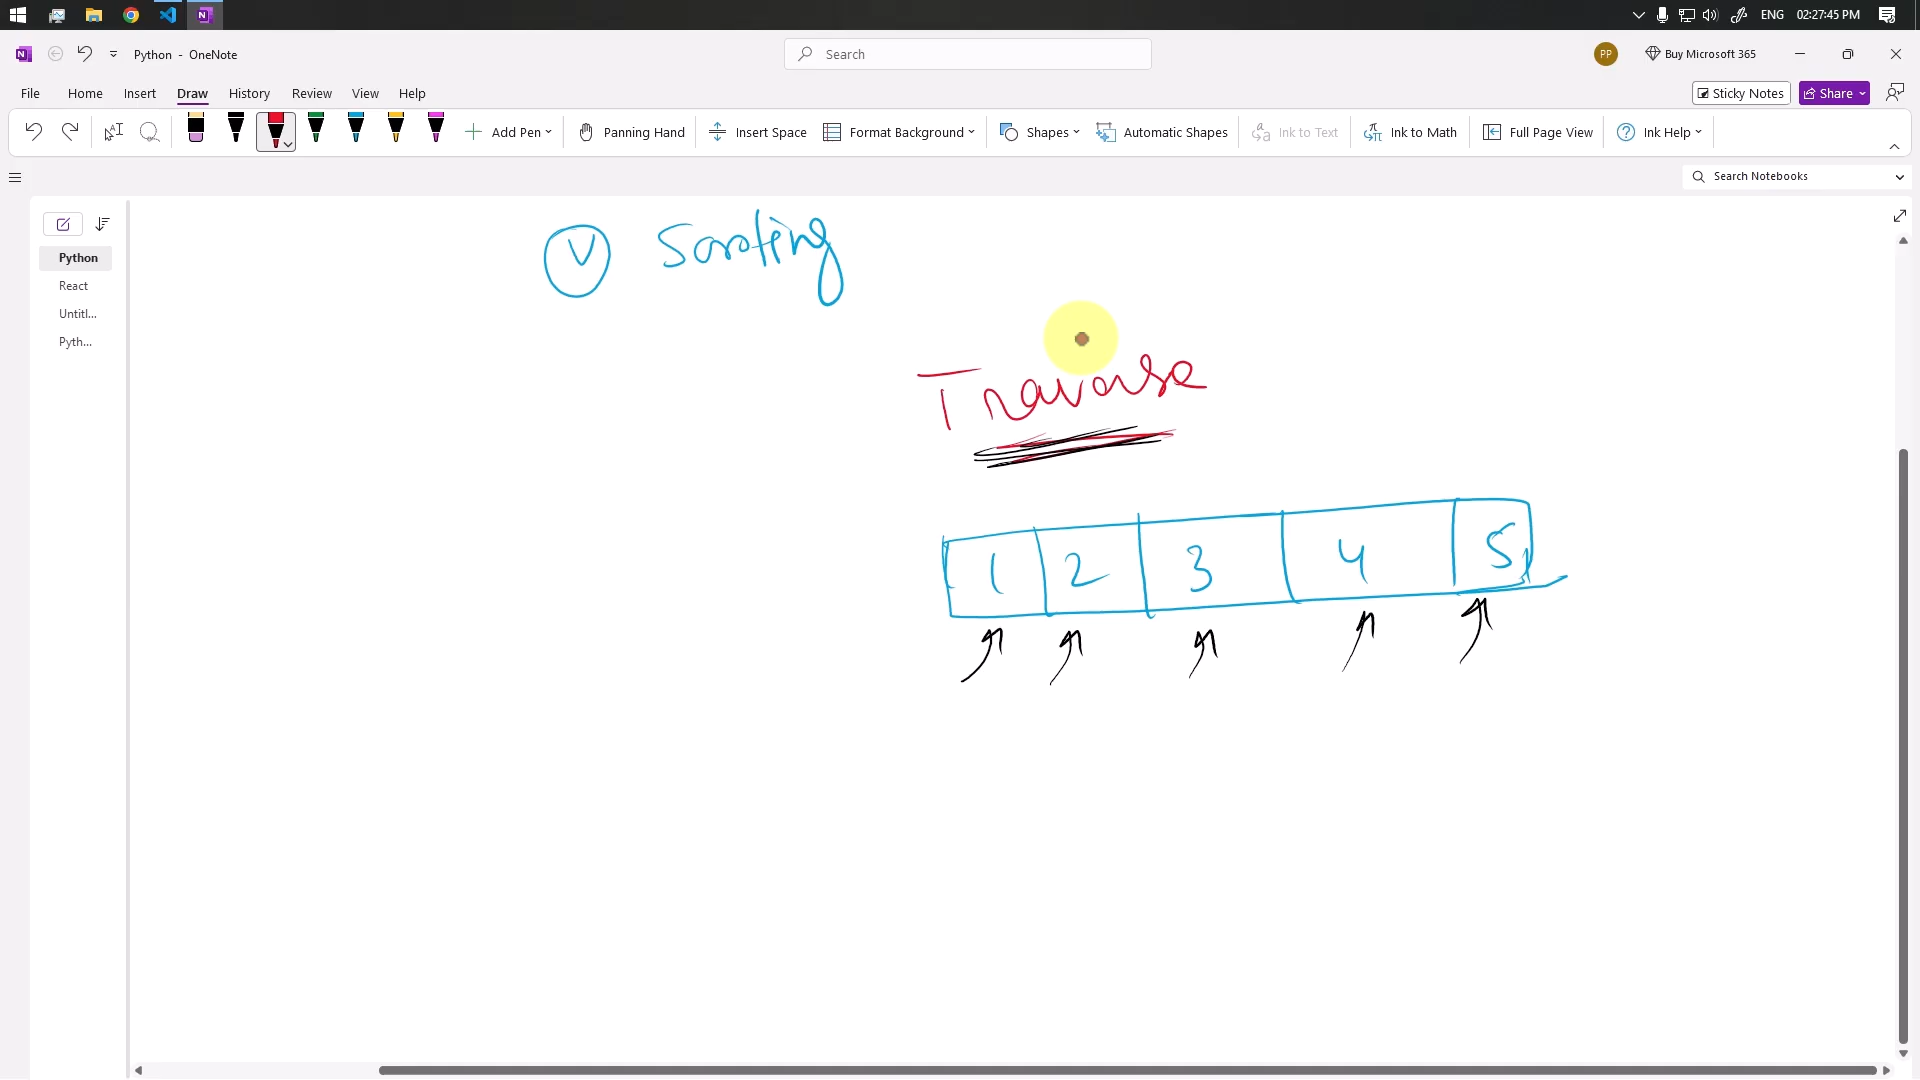 ENG 02:27:45 PM
Python - OneNote
Search
PP
Buy Microsoft 365
File Home Insert Draw History Review View Help
Sticky Notes
Share
Add Pen
Panning Hand
Insert Space
Format Background
Shapes
Automatic Shapes
Ink to Text
Ink to Math
Full Page View
Ink Help
Search Notebooks
Python
React
Untitl...
Pyth...
V Sorting
Traverse
1 2 3 4 5